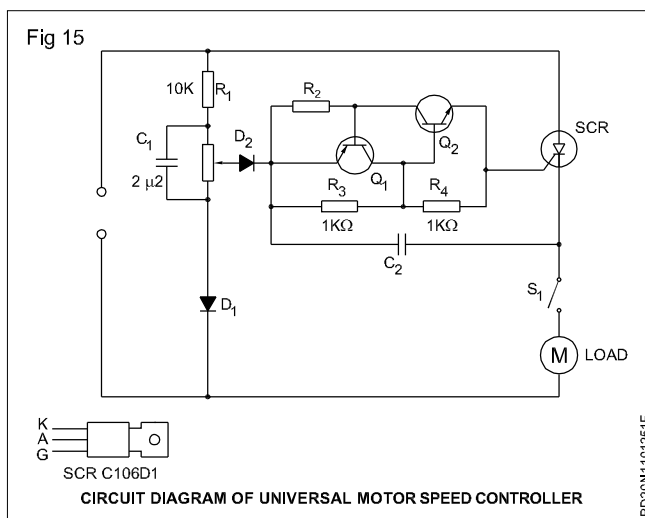 Fig 15
10K R1
R2
SCR
C1
D2
Q2
2 µ2
Q1
R3
R4
1KΩ
1KΩ
C2
S1
D1
M LOAD
K
A
G
SCR C106D1
CIRCUIT DIAGRAM OF UNIVERSAL MOTOR SPEED CONTROLLER